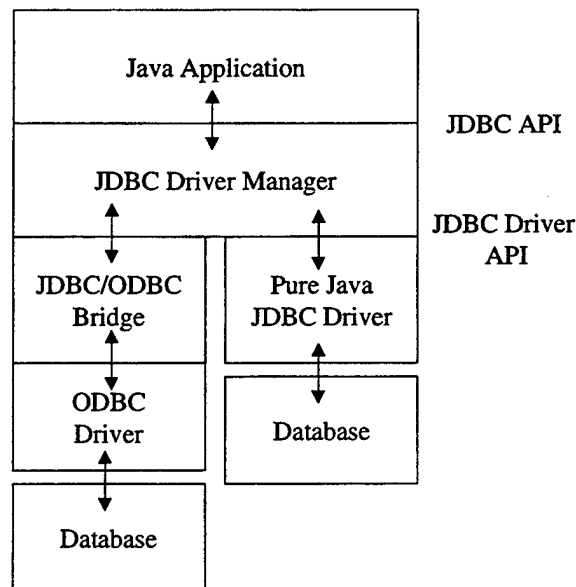 Java Application
JDBC API
JDBC Driver Manager
JDBC Driver
API
JDBC/ODBC
Bridge
Pure Java
JDBC Driver
ODBC
Driver
Database
Database